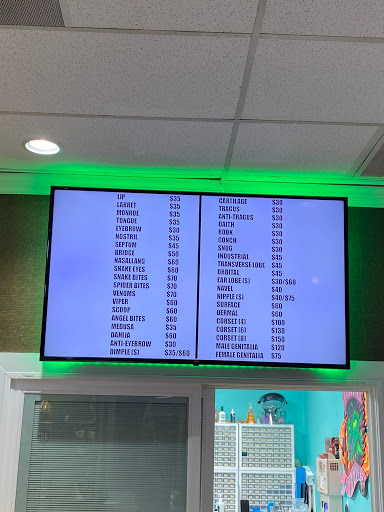 LIP $35
LABRET $35
MONROE $35
TONGUE $35
EYEBROW $30
NOSTRIL $35
SEPTUM $45
BRIDGE $50
NASALLANG $60
SNAKE EYES $60
SNAKE BITES $70
SPIDER BITES $70
VENOMS $70
VIPER $60
SCOOP $60
ANGEL BITES $60
MEDUSA $35
DAHLIA $60
ANTI-EYEBROW $30
DIMPLE (S) $35/$60
CARTILAGE $30
TRAGUS $30
ANTI-TRAGUS $30
DAITH $30
ROOK $30
CONCH $30
SNUG $30
INDUSTRIAL $45
TRANSVERSE LOBE $45
ORBITAL $45
EAR LOBE (S) $30/$60
NAVEL $40
NIPPLE (S) $40/$75
SURFACE $60
DERMAL $60
CORSET (4) $100
CORSET (6) $130
CORSET (8) $150
MALE GENITALIA $120
FEMALE GENITALIA $75